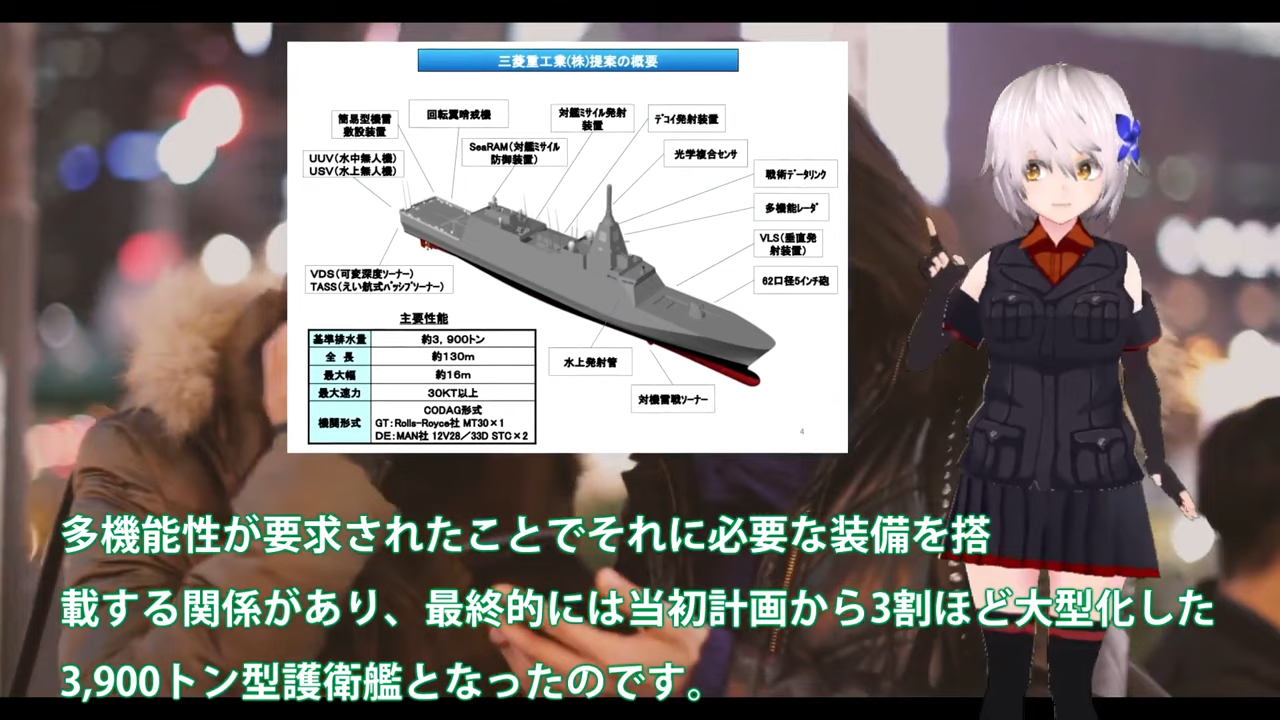 三菱重工業(株)提案の概要
簡易型機雷
敷設装置
回転翼哨戒機
対艦ミサイル発射
装置
デコイ発射装置
UUV(水中無人機)
USV(水上無人機)
SeaRAM(対艦ミサイル
防御装置)
光学複合センサ
戦術データリンク
多機能レーダ
VLS(垂直発
射装置)
62口径5インチ砲
VDS(可変深度ソーナー)
TASS(えい航式パッシブソーナー)
水上発射管
対機雷戦ソーナー
主要性能
基準排水量 約3,900トン
全 長 約130m
最大幅 約16m
最大速力 30KT以上
機関形式 CODAG形式
GT:Rolls-Royce社 MT30×1
DE:MAN社 12V28/33D STC×2
4
多機能性が要求されたことでそれに必要な装備を搭
載する関係があり、最終的には当初計画から3割ほど大型化した
3,900トン型護衛艦となったのです。